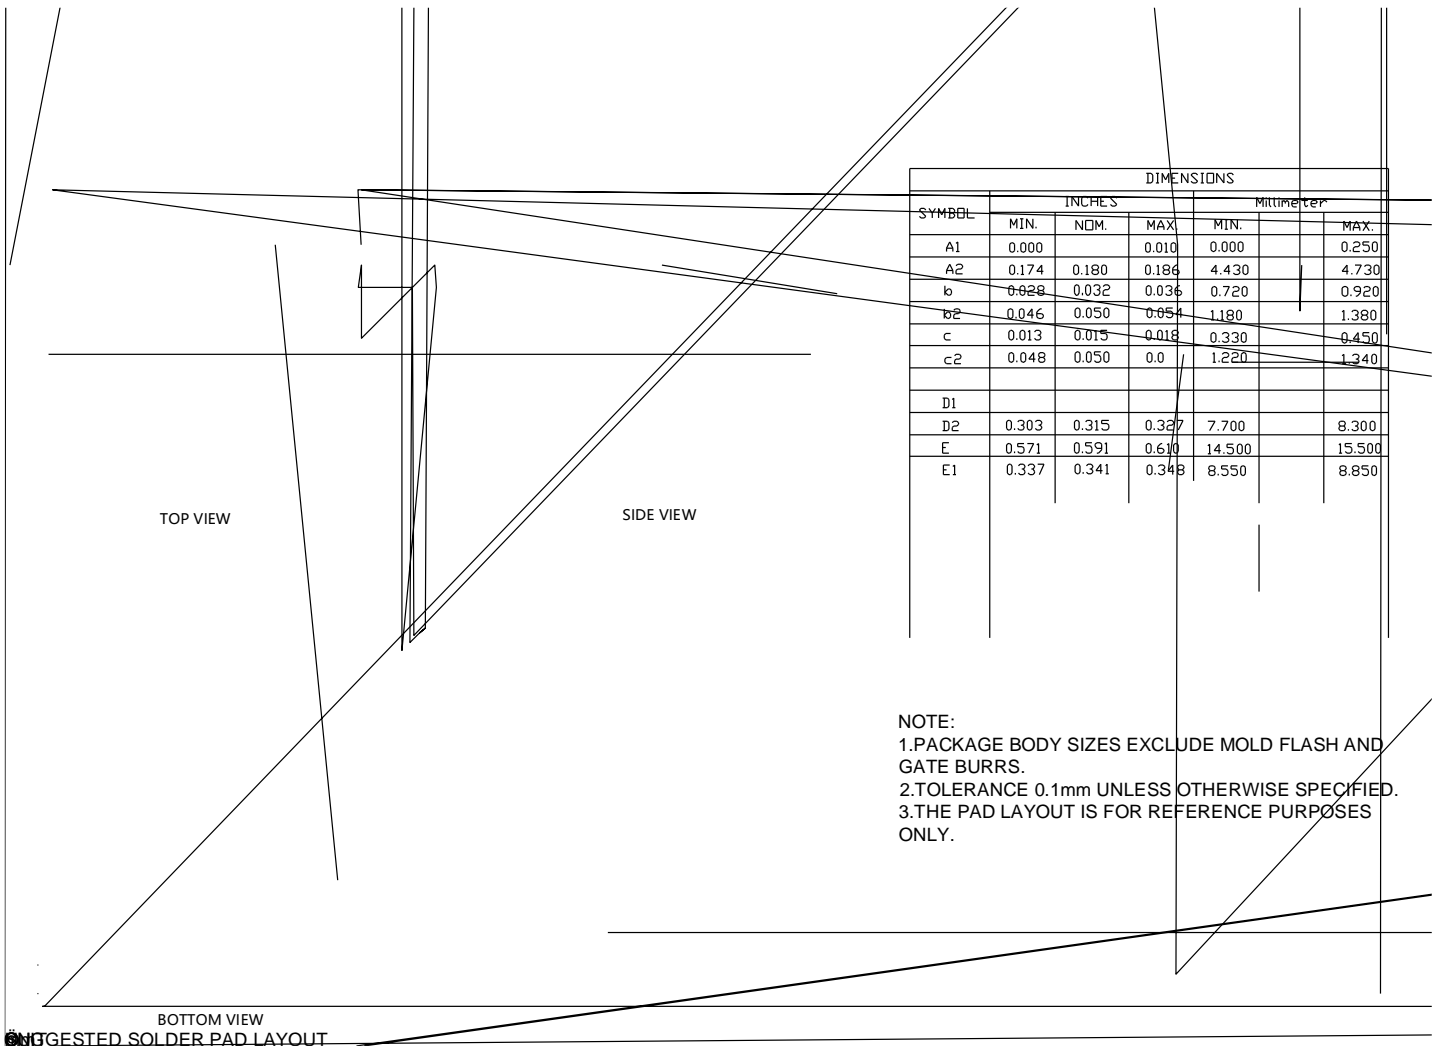 DIMENSIONS
SYMBOL INCHES Millimeter
MIN. NOM. MAX. MIN. MAX.
A1 0.000 0.010 0.000 0.250
A2 0.174 0.180 0.186 4.430 4.730
b 0.028 0.032 0.036 0.720 0.920
b2 0.046 0.050 0.054 1.180 1.380
c 0.013 0.015 0.018 0.330 0.450
c2 0.048 0.050 0.0 1.220 1.340
D1
D2 0.303 0.315 0.327 7.700 8.300
E 0.571 0.591 0.610 14.500 15.500
E1 0.337 0.341 0.348 8.550 8.850
TOP VIEW
SIDE VIEW
NOTE:
1.PACKAGE BODY SIZES EXCLUDE MOLD FLASH AND
GATE BURRS.
2.TOLERANCE 0.1mm UNLESS OTHERWISE SPECIFIED.
3.THE PAD LAYOUT IS FOR REFERENCE PURPOSES
ONLY.
BOTTOM VIEW
SOLDER PAD LAYOUT